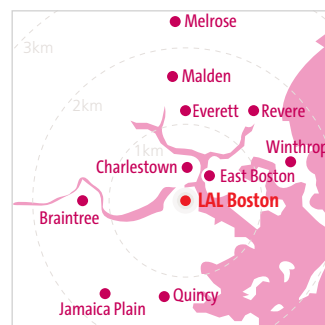 Melrose
3km
Malden
2km
Everett
Revere
1km
Winthrop
Charlestown
East Boston
LAL Boston
Braintree
Quincy
Jamaica Plain